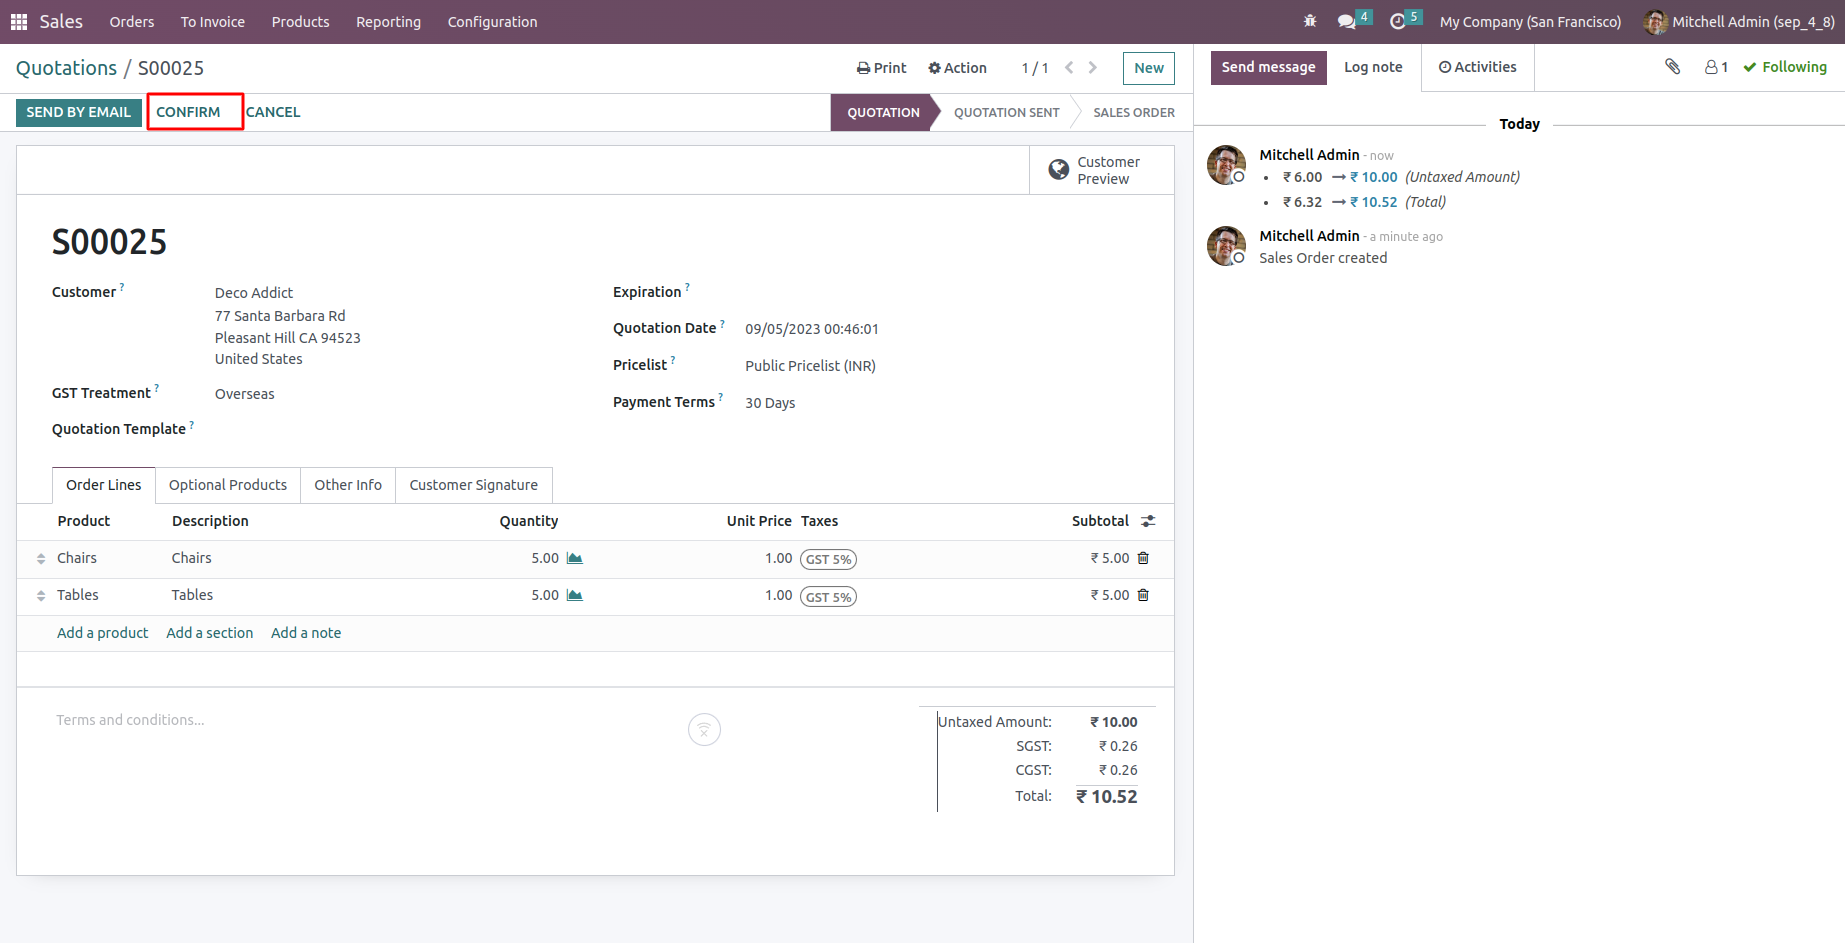 Sales Orders To Invoice Products Reporting Configuration 4 5 My Company (San Francisco) Mitchell Admin (sep_4_8)
Quotations / S00025 Print Action 1 / 1 New
SEND BY EMAIL CONFIRM CANCEL QUOTATION QUOTATION SENT SALES ORDER
Customer
Preview
S00025
Customer ?
Deco Addict
77 Santa Barbara Rd
Pleasant Hill CA 94523
United States
GST Treatment ? Overseas
Quotation Template ?
Expiration ?
Quotation Date ? 09/05/2023 00:46:01
Pricelist ? Public Pricelist (INR)
Payment Terms ? 30 Days
Order Lines Optional Products Other Info Customer Signature
Product Description Quantity Unit Price Taxes Subtotal
Chairs Chairs 5.00 1.00 GST 5% ₹ 5.00
Tables Tables 5.00 1.00 GST 5% ₹ 5.00
Add a product Add a section Add a note
Terms and conditions...
Untaxed Amount: ₹ 10.00
SGST: ₹ 0.26
CGST: ₹ 0.26
Total: ₹ 10.52
Send message Log note Activities 1 Following
Today
Mitchell Admin - now
• ₹ 6.00 → ₹ 10.00 (Untaxed Amount)
• ₹ 6.32 → ₹ 10.52 (Total)
Mitchell Admin - a minute ago
Sales Order created